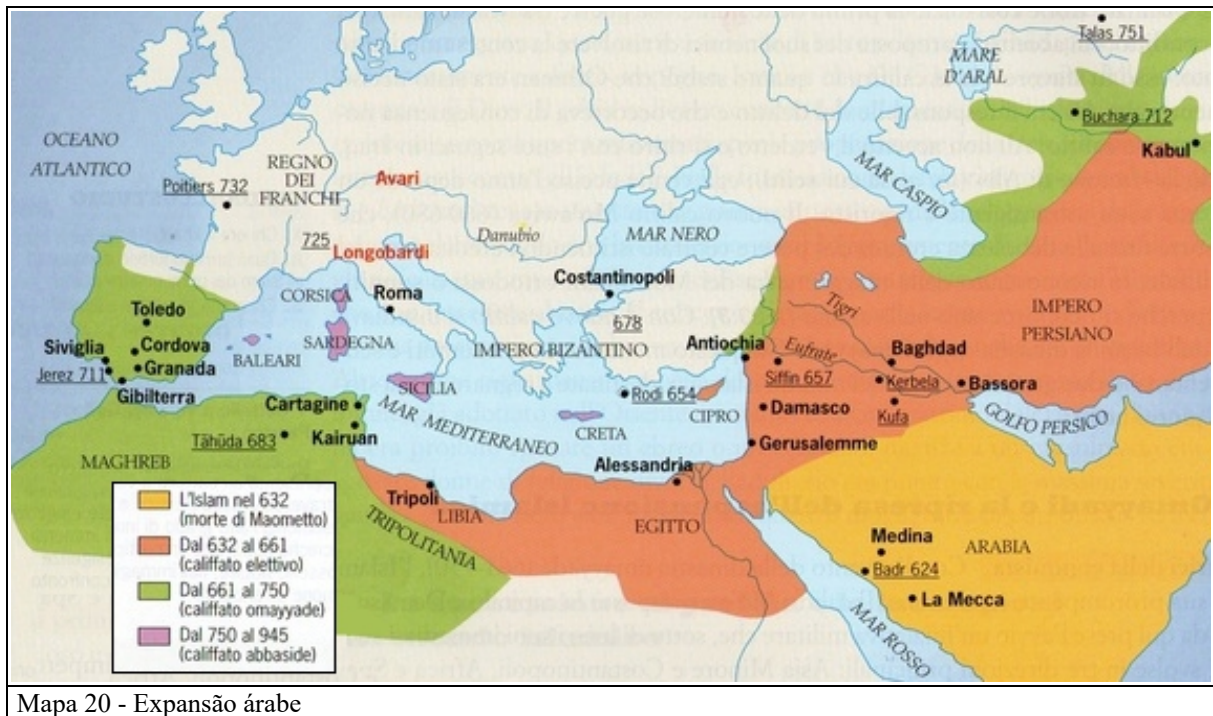 Talas 751
MARE
D'ARAL
Buchara 712
Kabul
OCEANO
ATLANTICO
REGNO
DEI
FRANCHI
Avari
Poitiers 732
MAR CASPIO
725
Longobardi
Danubio
MAR NERO
CORSICA
Roma
Costantinopoli
Toledo
SARDEGNA
678
Tigri
IMPERO
PERSIANO
Siviglia
Cordova
BALEARI
IMPERO BIZANTINO
Antiochia
Eufrate
Baghdad
Jerez 711
Granada
SICILIA
Rodi 654
Siffin 657
Kerbela
Bassora
Gibilterra
Cartagine
MAR MEDITERRANEO
CIPRO
Damasco
Kufa
GOLFO PERSICO
Tāhūda 683
Kairuan
CRETA
Gerusalemme
MAGHREB
Alessandria
Tripoli
LIBIA
TRIPOLITANIA
EGITTO
Medina
ARABIA
Badr 624
La Mecca
MAR ROSSO
L'Islam nel 632
(morte di Maometto)
Dal 632 al 661
(califfato elettivo)
Dal 661 al 750
(califfato omayyade)
Dal 750 al 945
(califfato abbaside)
Mapa 20 - Expansão árabe